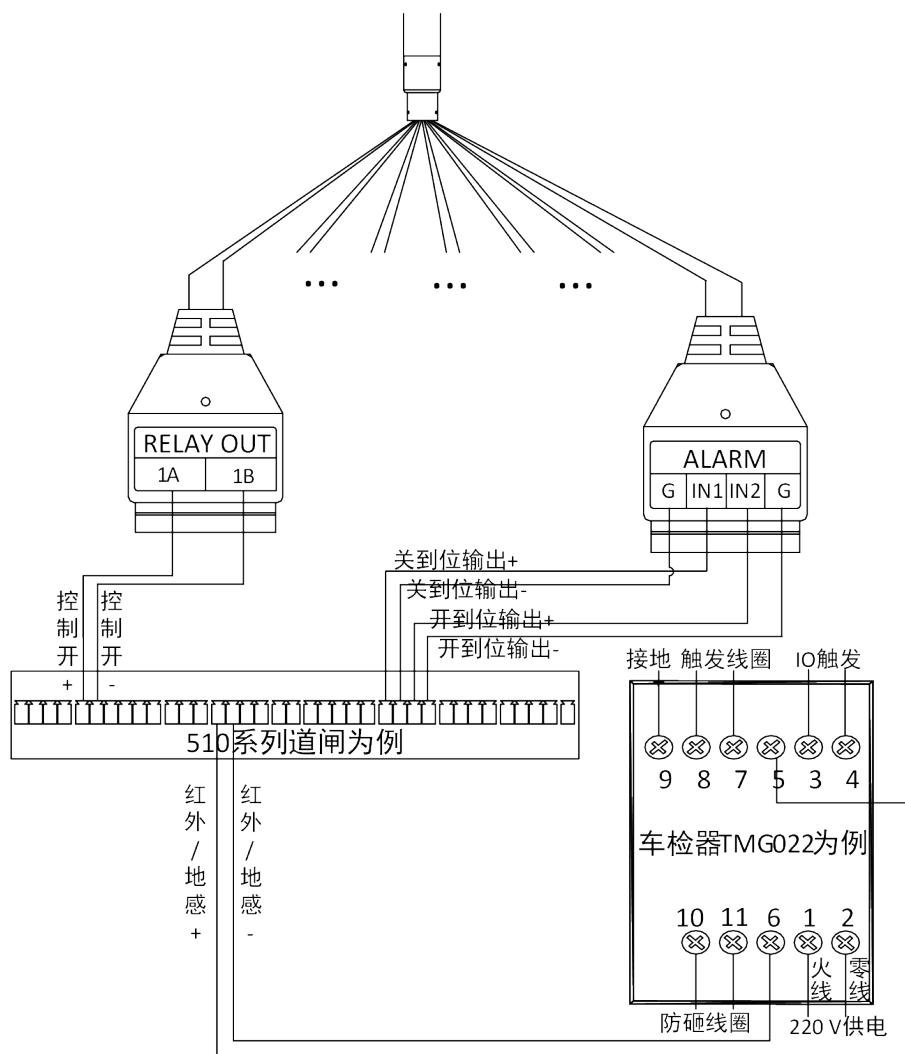 RELAY OUT
1A 1B
ALARM
G IN1 IN2 G
关到位输出+
关到位输出-
开到位输出+
开到位输出-
控制开+
控制开-
510系列道闸为例
红外/地感+
红外/地感-
接地 触发线圈 IO触发
9 8 7 5 3 4
车检器TMG022为例
10 11 6 1 2
火线 零线
防砸线圈 220 V供电